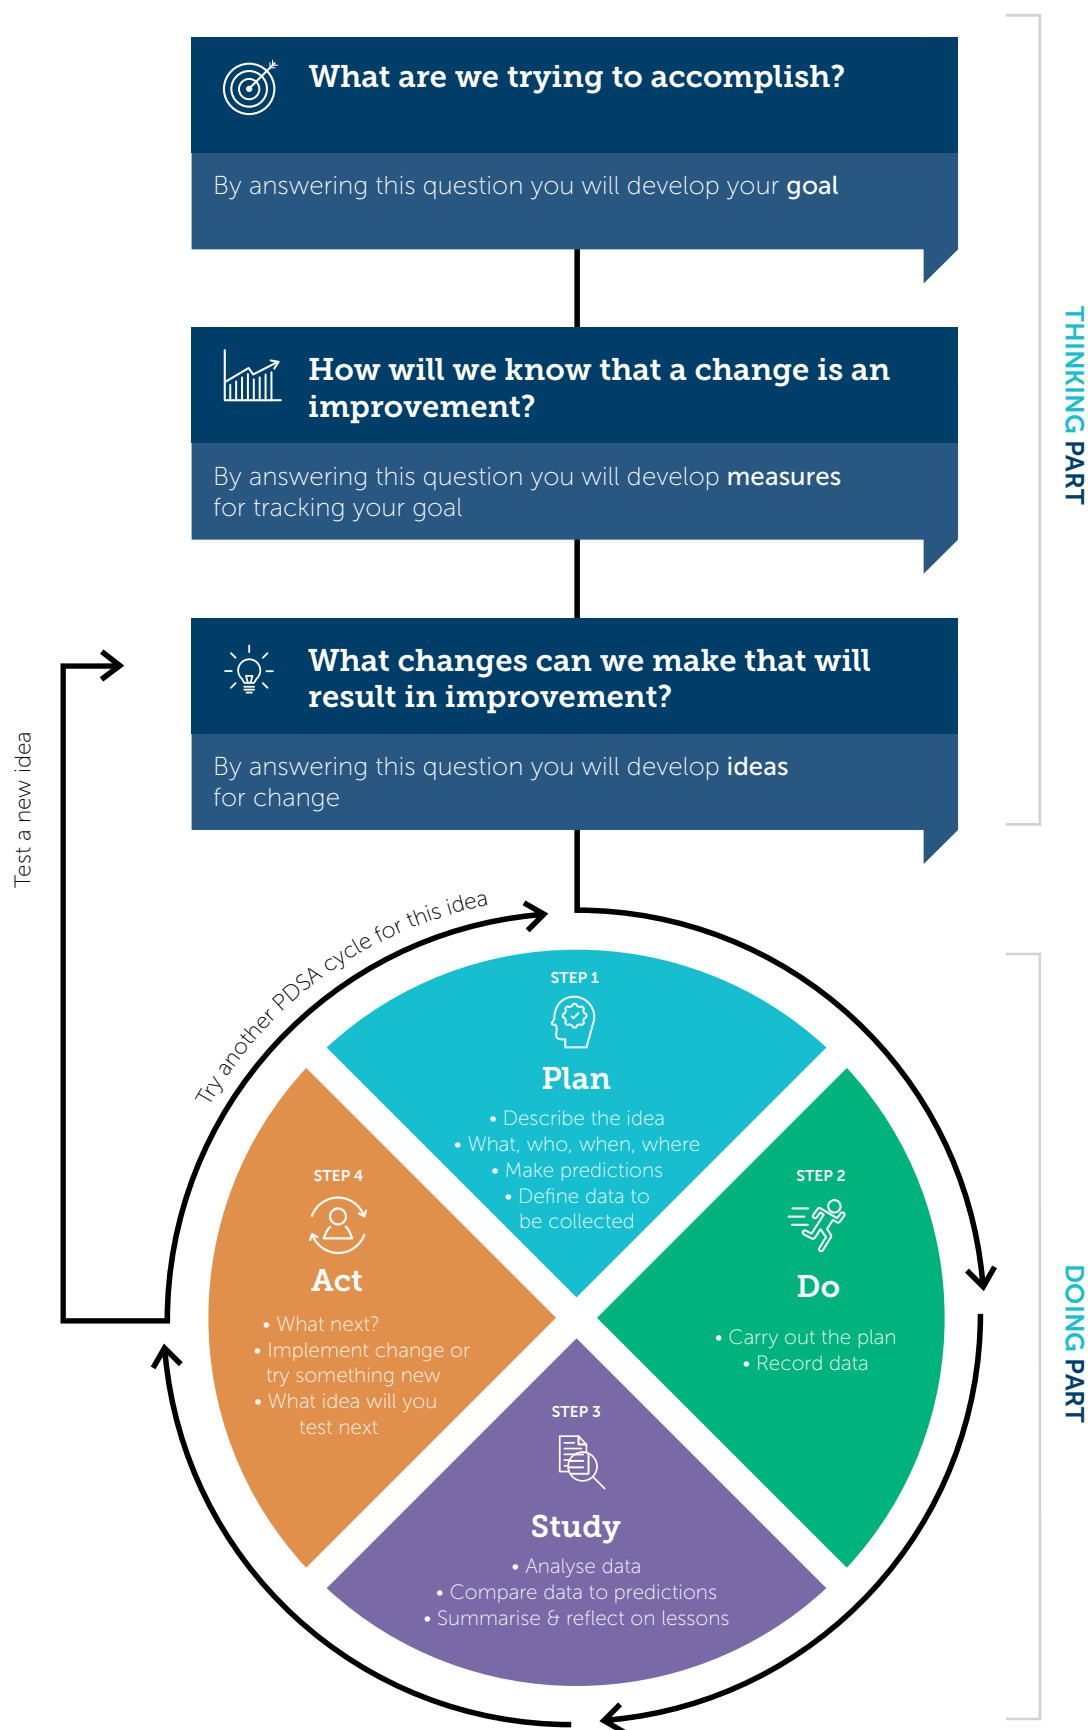 What are we trying to accomplish?
By answering this question you will develop your goal
How will we know that a change is an
improvement?
By answering this question you will develop measures
for tracking your goal
What changes can we make that will
result in improvement?
By answering this question you will develop ideas
for change
THINKING PART
Test a new idea
Try another PDSA cycle for this idea
STEP 1
Plan
• Describe the idea
• What, who, when, where
• Make predictions
• Define data to
be collected
STEP 2
Do
• Carry out the plan
• Record data
STEP 3
Study
• Analyse data
• Compare data to predictions
• Summarise & reflect on lessons
STEP 4
Act
• What next?
• Implement change or
try something new
• What idea will you
test next
DOING PART